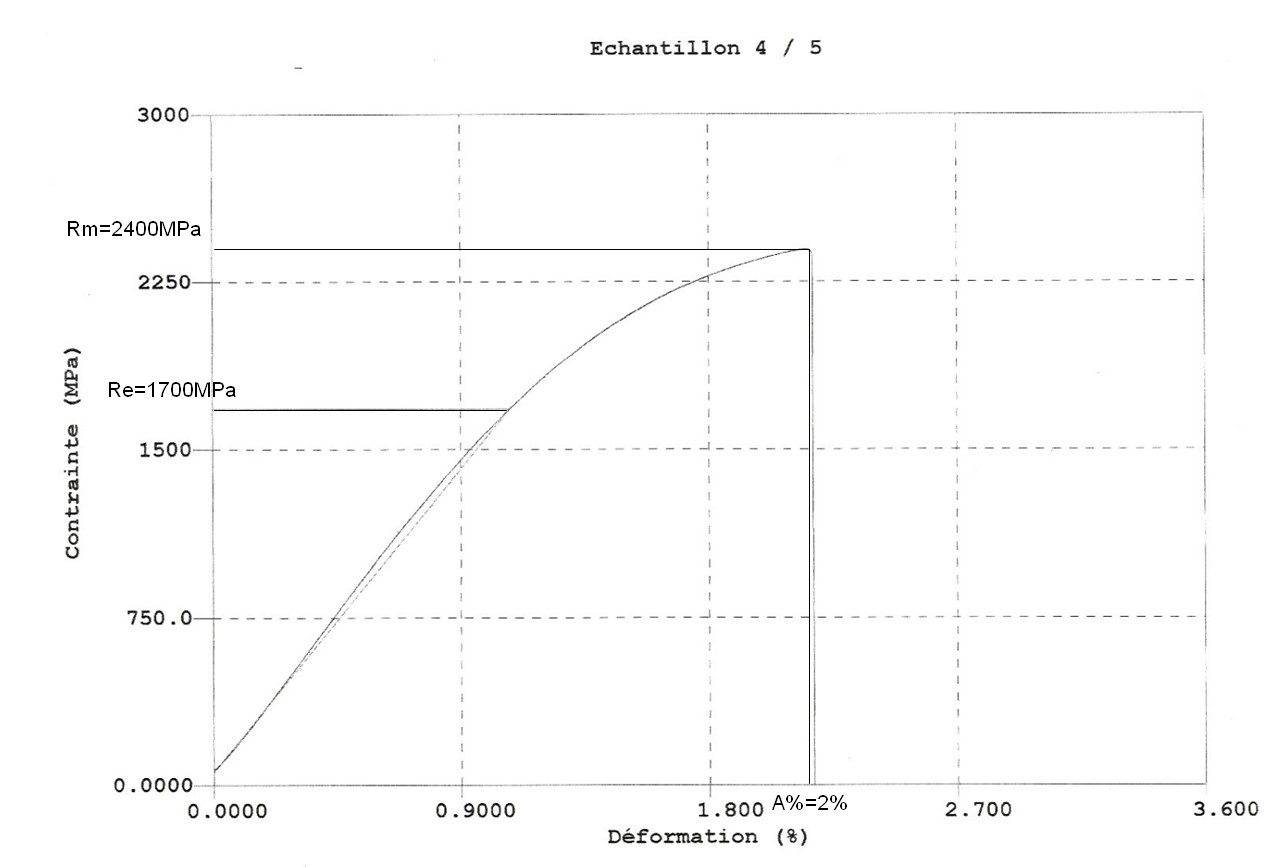 Echantillon 4 / 5
3000
Rm=2400MPa
2250
Re=1700MPa
Contrainte (MPa)
1500
750.0
0.0000
0.0000 0.9000 1.800 A%=2% 2.700 3.600
Déformation (%)